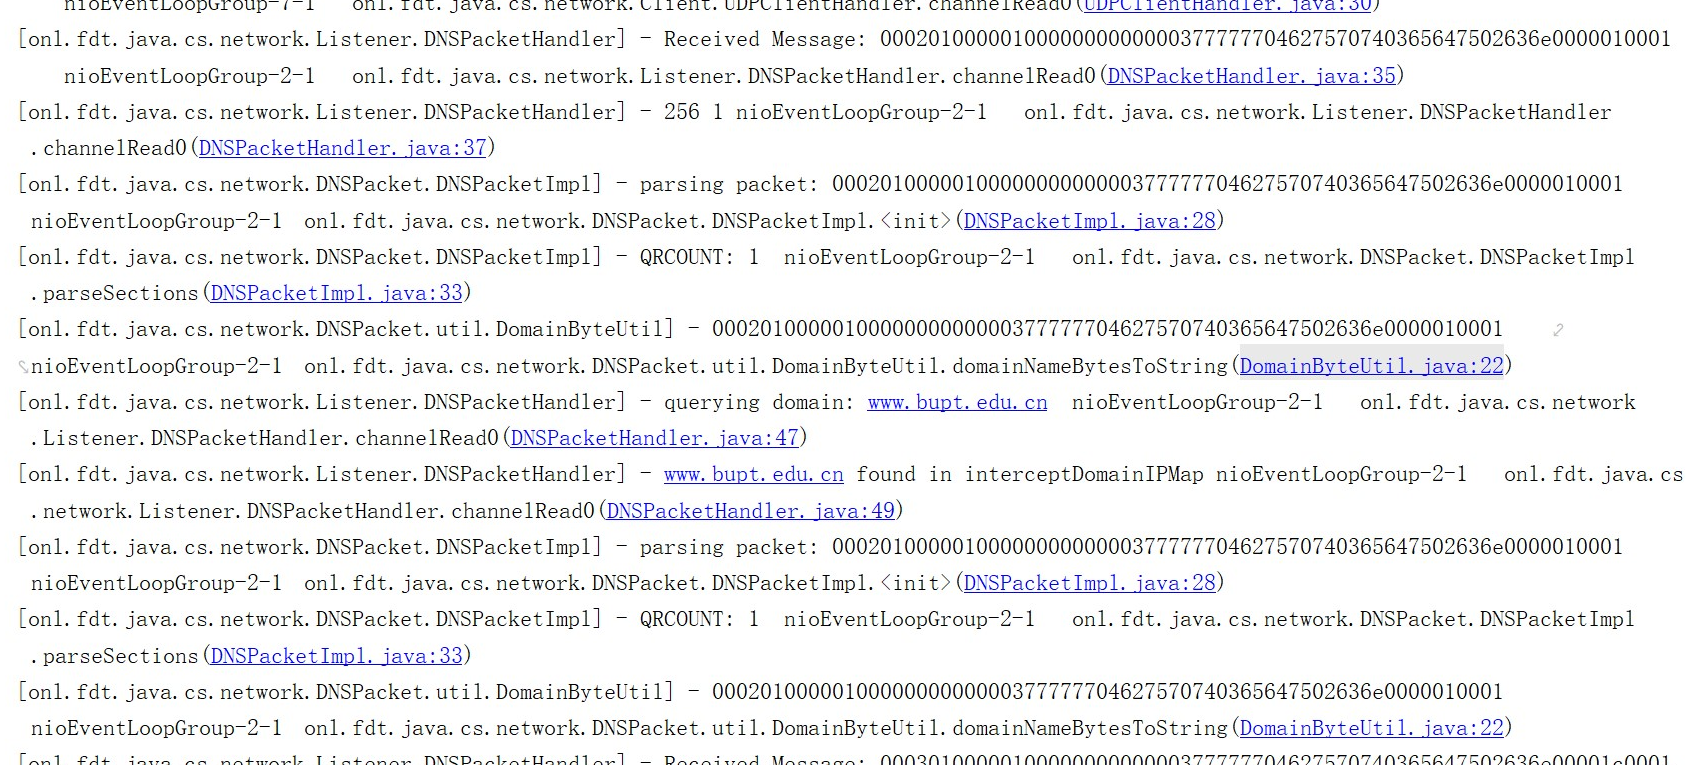 nioEventLoopGroup-7-1   onl.fdt.java.cs.network.Client.UDPClientHandler.channelRead0(UDPClientHandler.java:30)
[onl.fdt.java.cs.network.Listener.DNSPacketHandler] - Received Message: 000201000001000000000000037777770462757074036564750263​6e0000010001
nioEventLoopGroup-2-1   onl.fdt.java.cs.network.Listener.DNSPacketHandler.channelRead0(DNSPacketHandler.java:35)
[onl.fdt.java.cs.network.Listener.DNSPacketHandler] - 256 1 nioEventLoopGroup-2-1   onl.fdt.java.cs.network.Listener.DNSPacketHandler
.channelRead0(DNSPacketHandler.java:37)
[onl.fdt.java.cs.network.DNSPacket.DNSPacketImpl] - parsing packet: 0002010000010000000000000377777704627570740365647502636e0000010001
nioEventLoopGroup-2-1  onl.fdt.java.cs.network.DNSPacket.DNSPacketImpl.<init>(DNSPacketImpl.java:28)
[onl.fdt.java.cs.network.DNSPacket.DNSPacketImpl] - QRCOUNT: 1  nioEventLoopGroup-2-1   onl.fdt.java.cs.network.DNSPacket.DNSPacketImpl
.parseSections(DNSPacketImpl.java:33)
[onl.fdt.java.cs.network.DNSPacket.util.DomainByteUtil] - 0002010000010000000000000377777704627570740365647502636e0000010001
nioEventLoopGroup-2-1  onl.fdt.java.cs.network.DNSPacket.util.DomainByteUtil.domainNameBytesToString(DomainByteUtil.java:22)
[onl.fdt.java.cs.network.Listener.DNSPacketHandler] - querying domain: www.bupt.edu.cn  nioEventLoopGroup-2-1   onl.fdt.java.cs.network
.Listener.DNSPacketHandler.channelRead0(DNSPacketHandler.java:47)
[onl.fdt.java.cs.network.Listener.DNSPacketHandler] - www.bupt.edu.cn found in interceptDomainIPMap nioEventLoopGroup-2-1   onl.fdt.java.cs
.network.Listener.DNSPacketHandler.channelRead0(DNSPacketHandler.java:49)
[onl.fdt.java.cs.network.DNSPacket.DNSPacketImpl] - parsing packet: 0002010000010000000000000377777704627570740365647502636e0000010001
nioEventLoopGroup-2-1  onl.fdt.java.cs.network.DNSPacket.DNSPacketImpl.<init>(DNSPacketImpl.java:28)
[onl.fdt.java.cs.network.DNSPacket.DNSPacketImpl] - QRCOUNT: 1  nioEventLoopGroup-2-1   onl.fdt.java.cs.network.DNSPacket.DNSPacketImpl
.parseSections(DNSPacketImpl.java:33)
[onl.fdt.java.cs.network.DNSPacket.util.DomainByteUtil] - 0002010000010000000000000377777704627570740365647502636e0000010001
nioEventLoopGroup-2-1  onl.fdt.java.cs.network.DNSPacket.util.DomainByteUtil.domainNameBytesToString(DomainByteUtil.java:22)
[onl.fdt.java.cs.network.Listener.DNSPacketHandler] - Received Message: 0003010000010000000000000377777704627570740365647502636e00001c0001